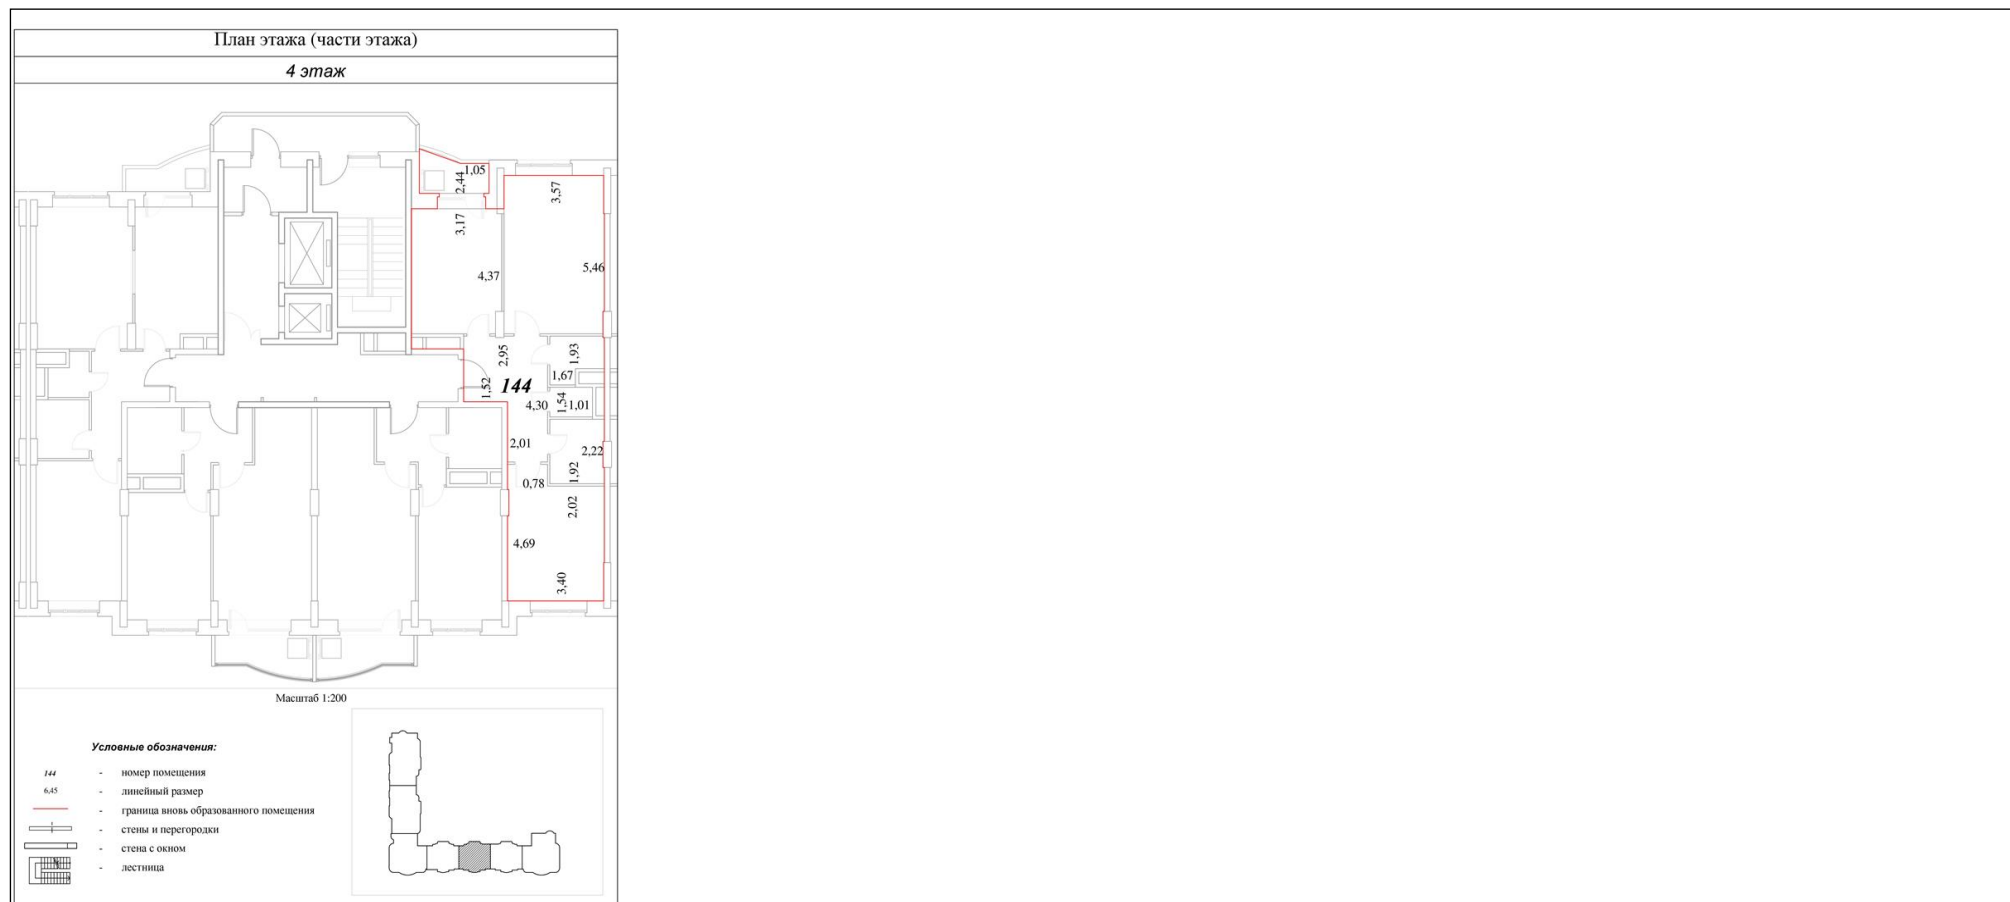 План этажа (части этажа)
4 этаж
1,05
2,44
3,57
3,17
4,37
5,46
2,95
1,93
1,67
1,52
144
4,30
1,54
1,01
2,01
2,22
1,92
0,78
2,02
4,69
3,40
Масштаб 1:200
Условные обозначения:
144 - номер помещения
6,45 - линейный размер
- граница вновь образованного помещения
- стены и перегородки
- стена с окном
- лестница